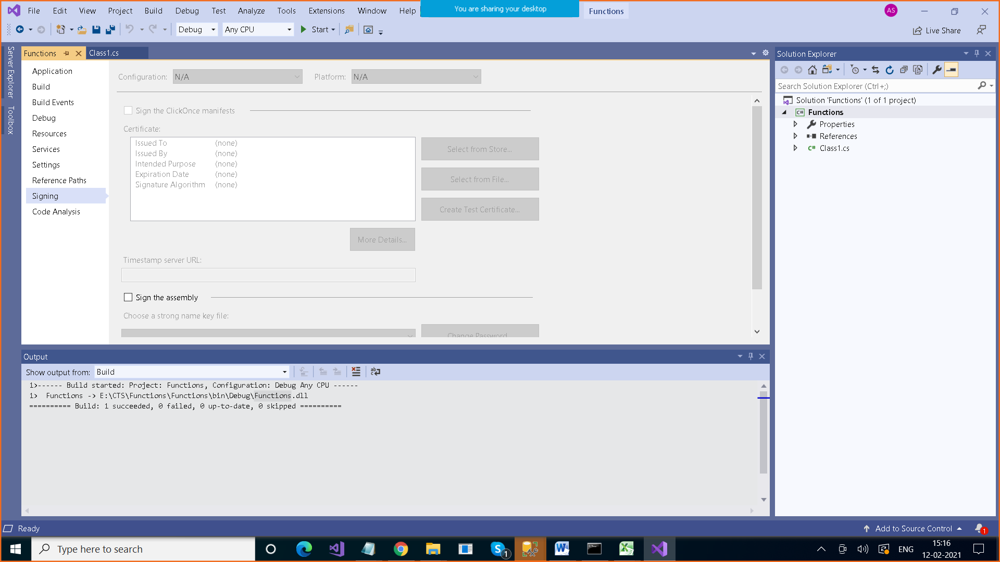 File Edit View Project Build Debug Test Analyze Tools Extensions Window Help
You are sharing your desktop
Functions
AS
Debug Any CPU Start
Live Share
Server Explorer
Toolbox
Functions Class1.cs
Application
Build
Build Events
Debug
Resources
Services
Settings
Reference Paths
Signing
Code Analysis
Configuration: N/A Platform: N/A
Sign the ClickOnce manifests
Certificate:
Issued To (none)
Issued By (none)
Intended Purpose (none)
Expiration Date (none)
Signature Algorithm (none)
Select from Store...
Select from File...
Create Test Certificate...
More Details...
Timestamp server URL:
Sign the assembly
Choose a strong name key file:
Change Password
Solution Explorer
Search Solution Explorer (Ctrl+;)
Solution 'Functions' (1 of 1 project)
C# Functions
Properties
References
C# Class1.cs
Output
Show output from: Build
1>------ Build started: Project: Functions, Configuration: Debug Any CPU ------
1>  Functions -> E:\CTS\Functions\Functions\bin\Debug\Functions.dll
========== Build: 1 succeeded, 0 failed, 0 up-to-date, 0 skipped ==========
Ready
Add to Source Control
1
Type here to search
1
ENG
15:16
12-02-2021